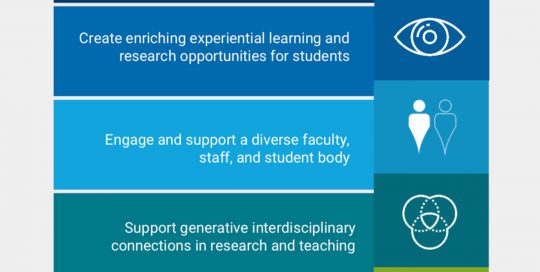 Create enriching experiential learning and
research opportunities for students
Engage and support a diverse faculty,
staff, and student body
Support generative interdisciplinary
connections in research and teaching